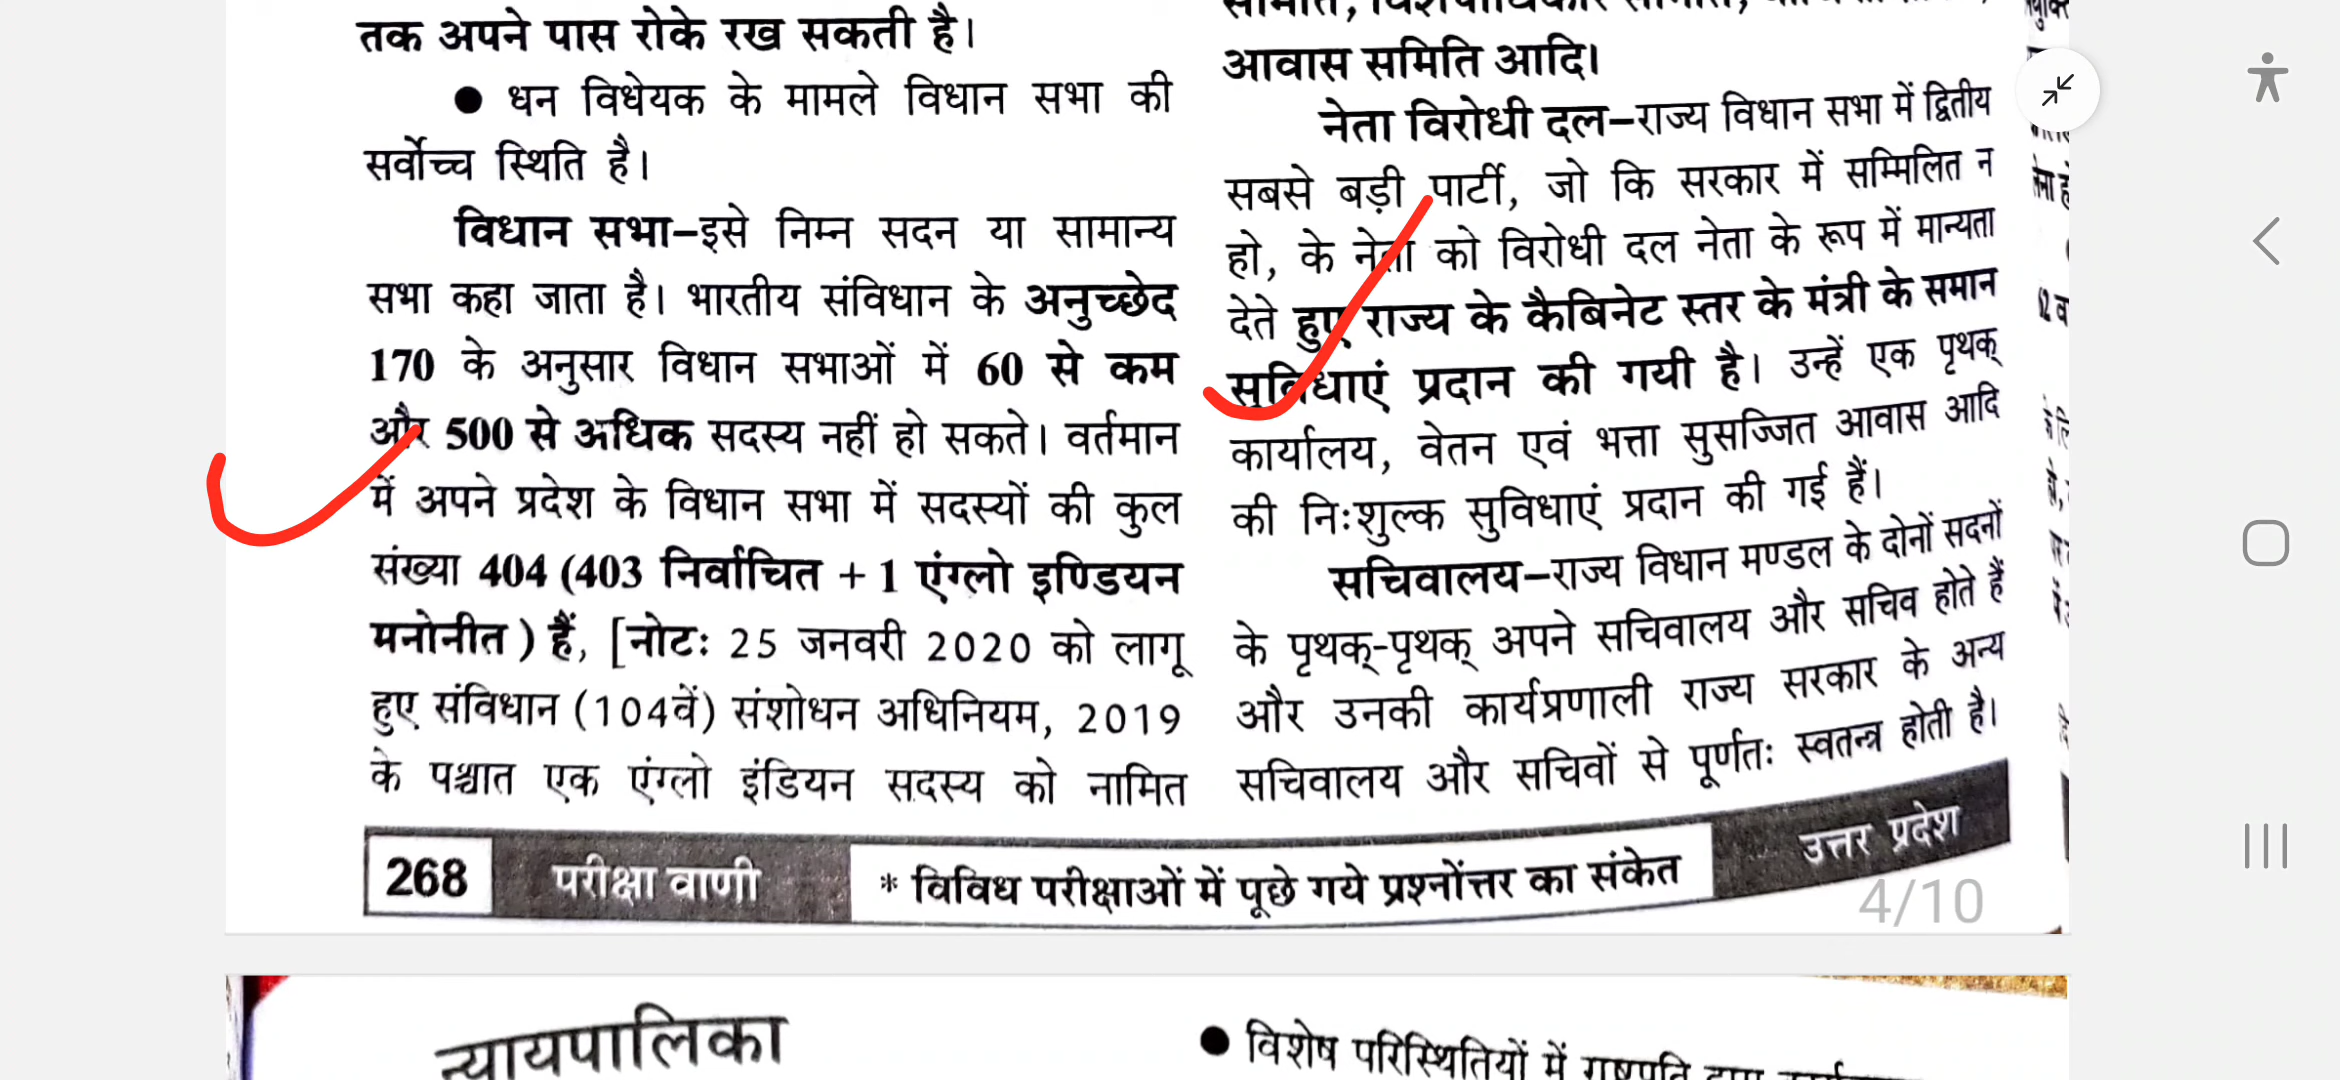 तक अपने पास रोके रख सकती है।
● धन विधेयक के मामले विधान सभा की
सर्वोच्च स्थिति है।
विधान सभा–इसे निम्न सदन या सामान्य
सभा कहा जाता है। भारतीय संविधान के अनुच्छेद
170 के अनुसार विधान सभाओं में 60 से कम
और 500 से अधिक सदस्य नहीं हो सकते। वर्तमान
में अपने प्रदेश के विधान सभा में सदस्यों की कुल
संख्या 404 (403 निर्वाचित + 1 एंग्लो इण्डियन
मनोनीत) हैं, [नोटः 25 जनवरी 2020 को लागू
हुए संविधान (104वें) संशोधन अधिनियम, 2019
के पश्चात एक एंग्लो इंडियन सदस्य को नामित
आवास समिति आदि।
नेता विरोधी दल–राज्य विधान सभा में द्वितीय
सबसे बड़ी पार्टी, जो कि सरकार में सम्मिलित न
हो, के नेता को विरोधी दल नेता के रूप में मान्यता
देते हुए राज्य के कैबिनेट स्तर के मंत्री के समान
सुविधाएं प्रदान की गयी है। उन्हें एक पृथक्
कार्यालय, वेतन एवं भत्ता सुसज्जित आवास आदि
की निःशुल्क सुविधाएं प्रदान की गई हैं।
सचिवालय–राज्य विधान मण्डल के दोनों सदनों
के पृथक्-पृथक् अपने सचिवालय और सचिव होते हैं
और उनकी कार्यप्रणाली राज्य सरकार के अन्य
सचिवालय और सचिवों से पूर्णतः स्वतन्त्र होती है।
268 परीक्षा वाणी * विविध परीक्षाओं में पूछे गये प्रश्नोंत्तर का संकेत उत्तर प्रदेश
4/10
न्यायपालिका
● विशेष परिस्थितियों में